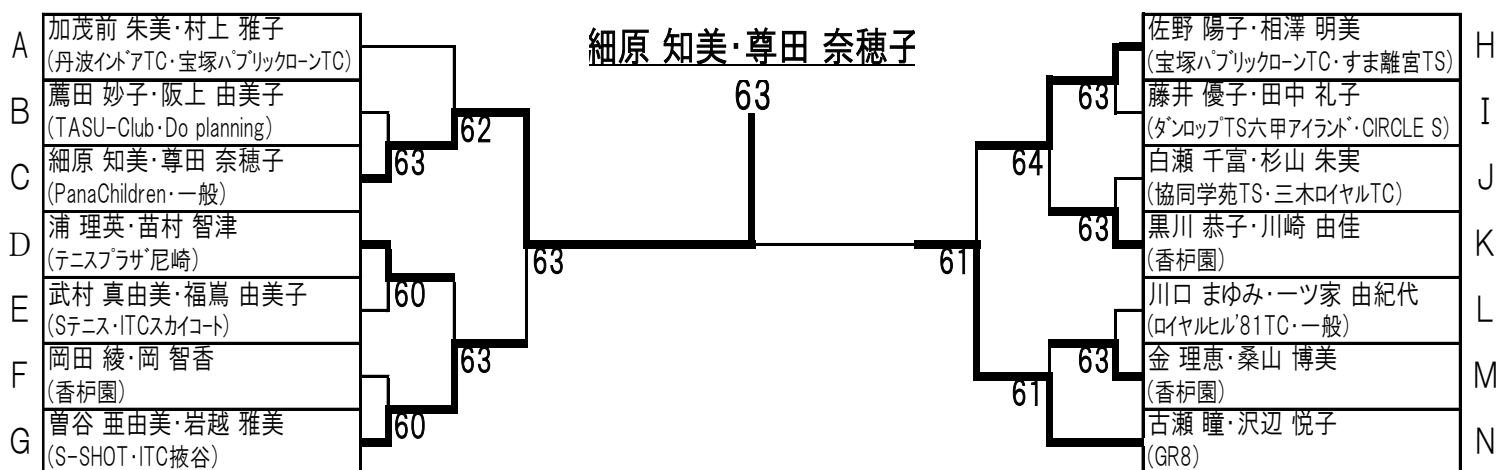 A
加茂前 朱美・村上 雅子
(丹波インドアTC・宝塚パブリックローンTC)
B
蔦田 妙子・阪上 由美子
(TASU-Club・Do planning)
C
細原 知美・尊田 奈穂子
(PanaChildren・一般)
D
浦 理英・苗村 智津
(テニスプラザ尼崎)
E
武村 真由美・福嶌 由美子
(Sテニス・ITCスカイコート)
F
岡田 綾・岡 智香
(香枦園)
G
曽谷 亜由美・岩越 雅美
(S-SHOT・ITC掖谷)
62
63
60
63
60
63
細原 知美・尊田 奈穂子
63
61
64
63
63
61
63
佐野 陽子・相澤 明美
(宝塚パブリックローンTC・すま離宮TS)
H
藤井 優子・田中 礼子
(ダンロップTS六甲アイランド・CIRCLE S)
I
白瀬 千富・杉山 朱実
(協同学苑TS・三木ロイヤルTC)
J
黒川 恭子・川崎 由佳
(香枦園)
K
川口 まゆみ・一ツ家 由紀代
(ロイヤルヒル'81TC・一般)
L
金 理恵・桑山 博美
(香枦園)
M
古瀬 瞳・沢辺 悦子
(GR8)
N